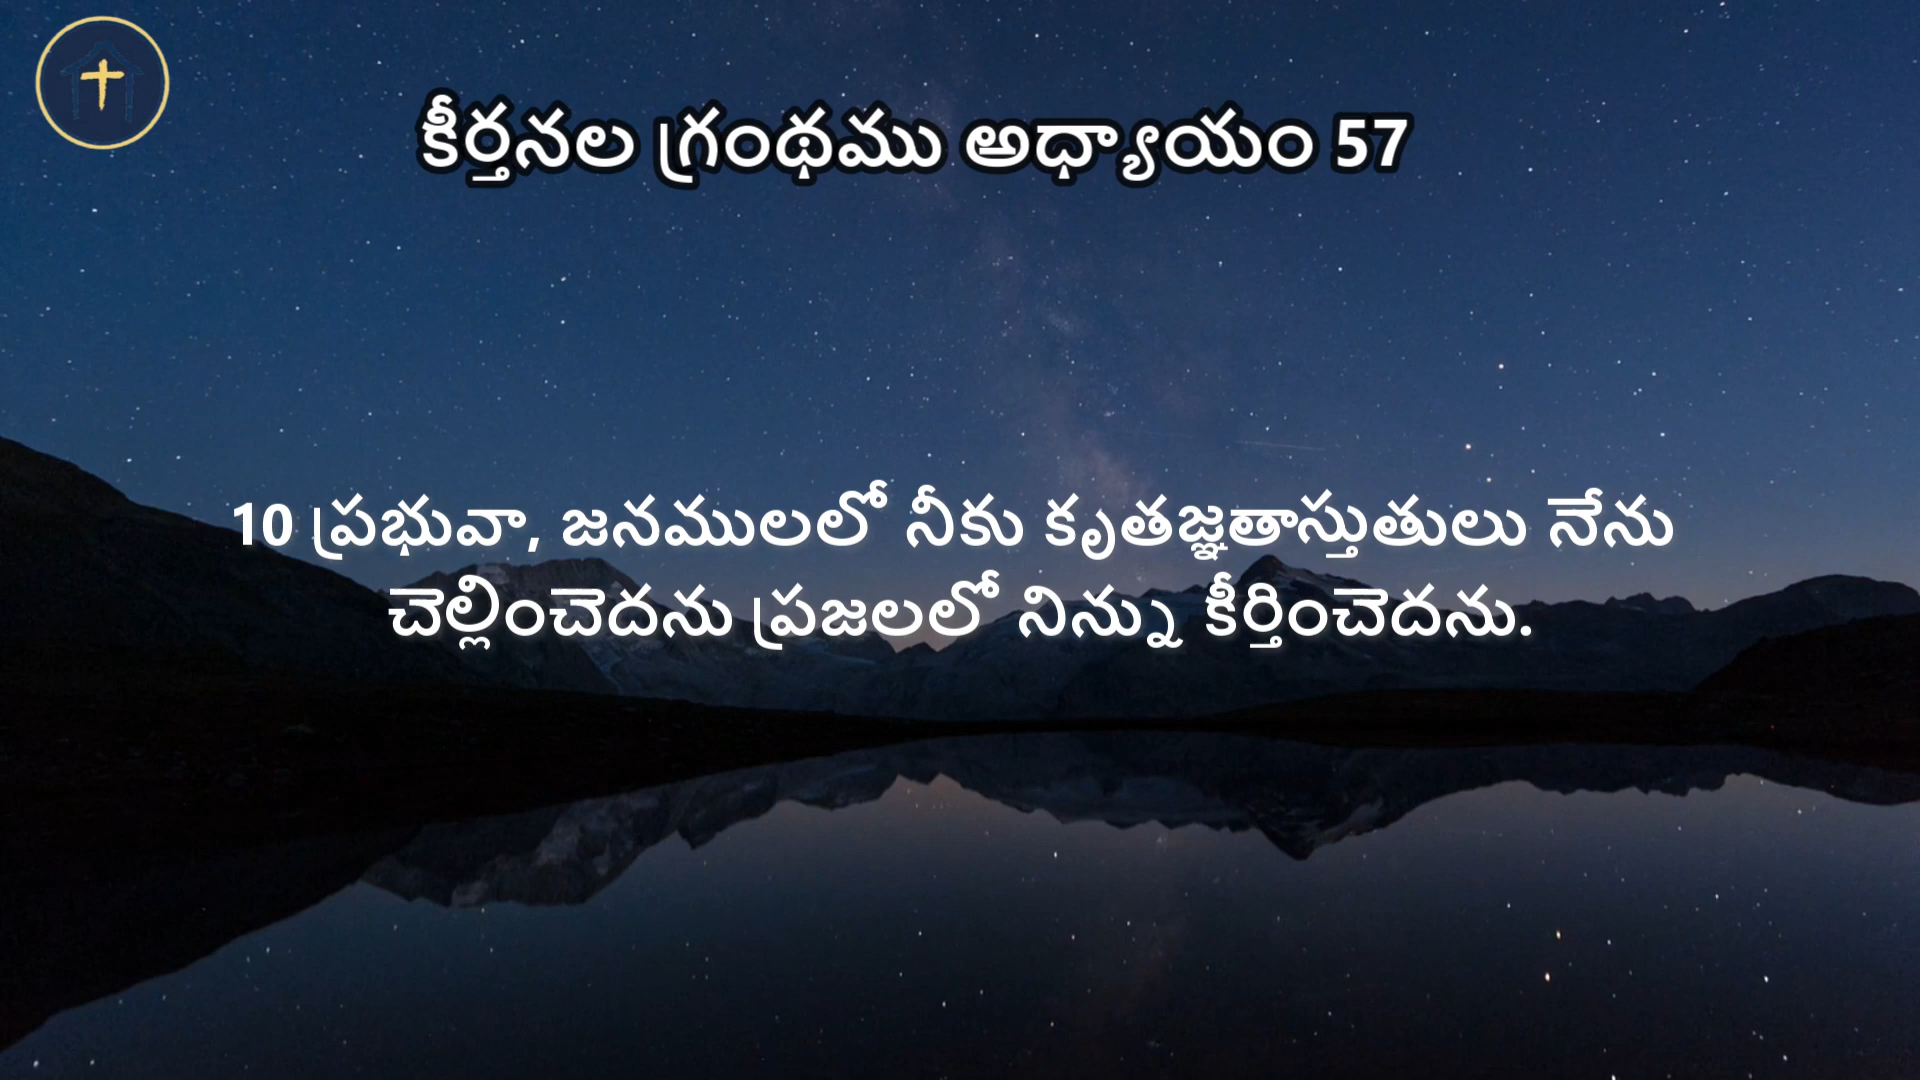 కీర్తనల గ్రంథము అధ్యాయం 57
10 ప్రభువా, జనములలో నీకు కృతజ్ఞతాస్తుతులు నేను
చెల్లించెదను ప్రజలలో నిన్ను కీర్తించెదను.